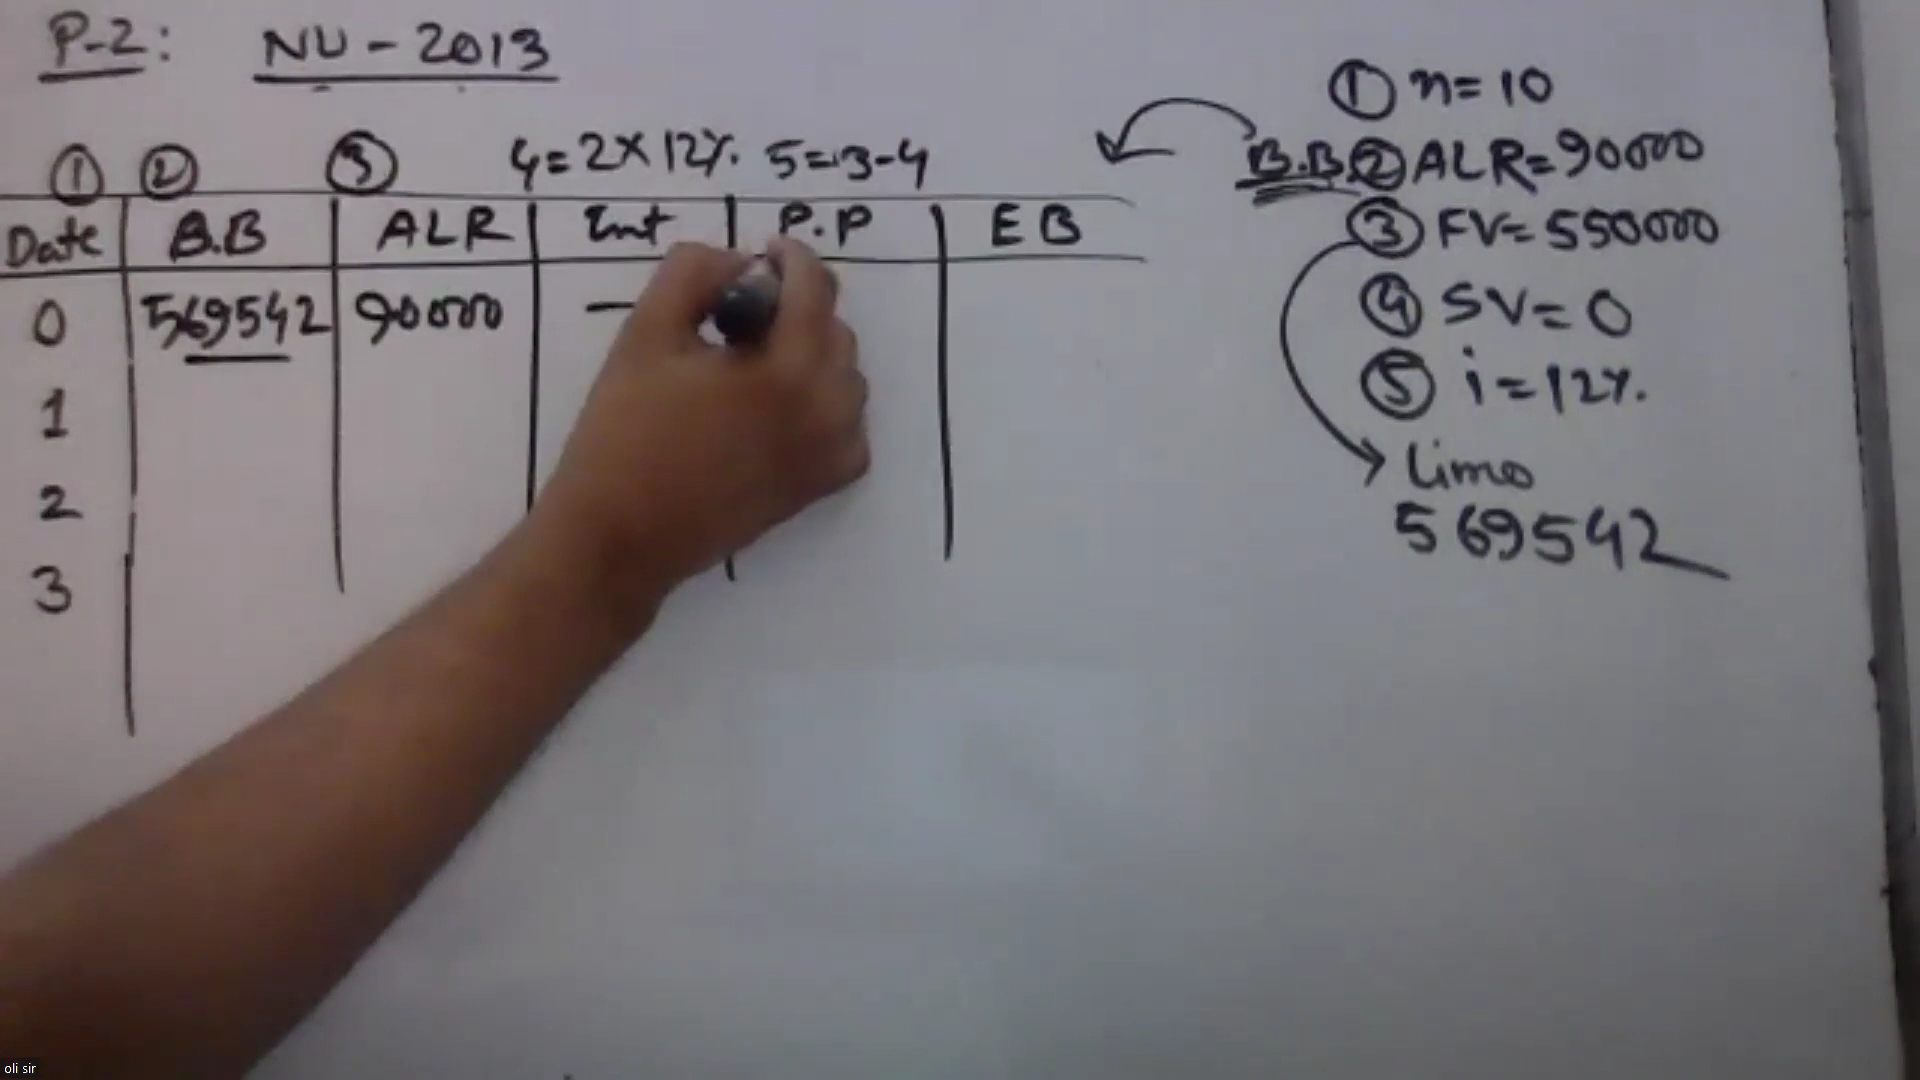 P-2: NU - 2013
① ② ③ 4=2×12% 5=3-4
Date B.B ALR Int P.P EB
0 569542 90000 —
1
2
3
① n=10
B.B ② ALR=90000
③ FV=550000
④ SV=0
⑤ i=12%.
569542
oli sir